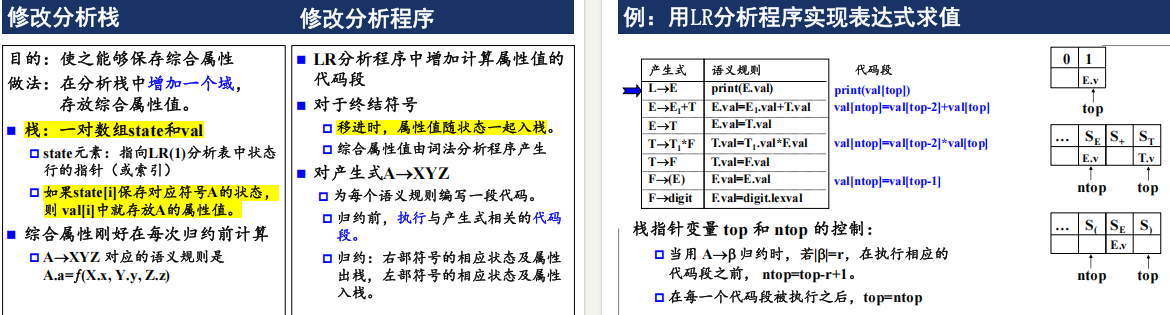 修改分析栈
目的：使之能够保存综合属性
做法：在分析栈中增加一个域，
存放综合属性值。
■ 栈：一对数组state和val
□ state元素：指向LR(1)分析表中状态
行的指针（或索引）
□ 如果state[i]保存对应符号A的状态，
则 val[i]中就存放A的属性值。
■ 综合属性刚好在每次归约前计算
□ A→XYZ 对应的语义规则是
A.a=f(X.x, Y.y, Z.z)
修改分析程序
■ LR分析程序中增加计算属性值的
代码段
■ 对于终结符号
□ 移进时，属性值随状态一起入栈。
□ 综合属性值由词法分析程序产生
■ 对产生式A→XYZ
□ 为每个语义规则编写一段代码。
□ 归约前，执行与产生式相关的代码
段。
□ 归约：右部符号的相应状态及属性
出栈，左部符号的相应状态及属性
入栈。
例：用LR分析程序实现表达式求值
产生式 语义规则 代码段
L→E print(E.val) print(val[top])
E→E₁+T E.val=E₁.val+T.val val[ntop]=val[top-2]+val[top]
E→T E.val=T.val
T→T₁*F T.val=T₁.val*F.val val[ntop]=val[top-2]*val[top]
T→F T.val=F.val
F→(E) F.val=E.val val[ntop]=val[top-1]
F→digit F.val=digit.lexval
栈指针变量 top 和 ntop 的控制：
□ 当用 A→β 归约时，若|β|=r，在执行相应的
代码段之前， ntop=top-r+1。
□ 在每一个代码段被执行之后，top=ntop
0 1
E.v
top
... S_E S₊ S_T
E.v T.v
ntop top
... S₍ S_E S₎
E.v
ntop top